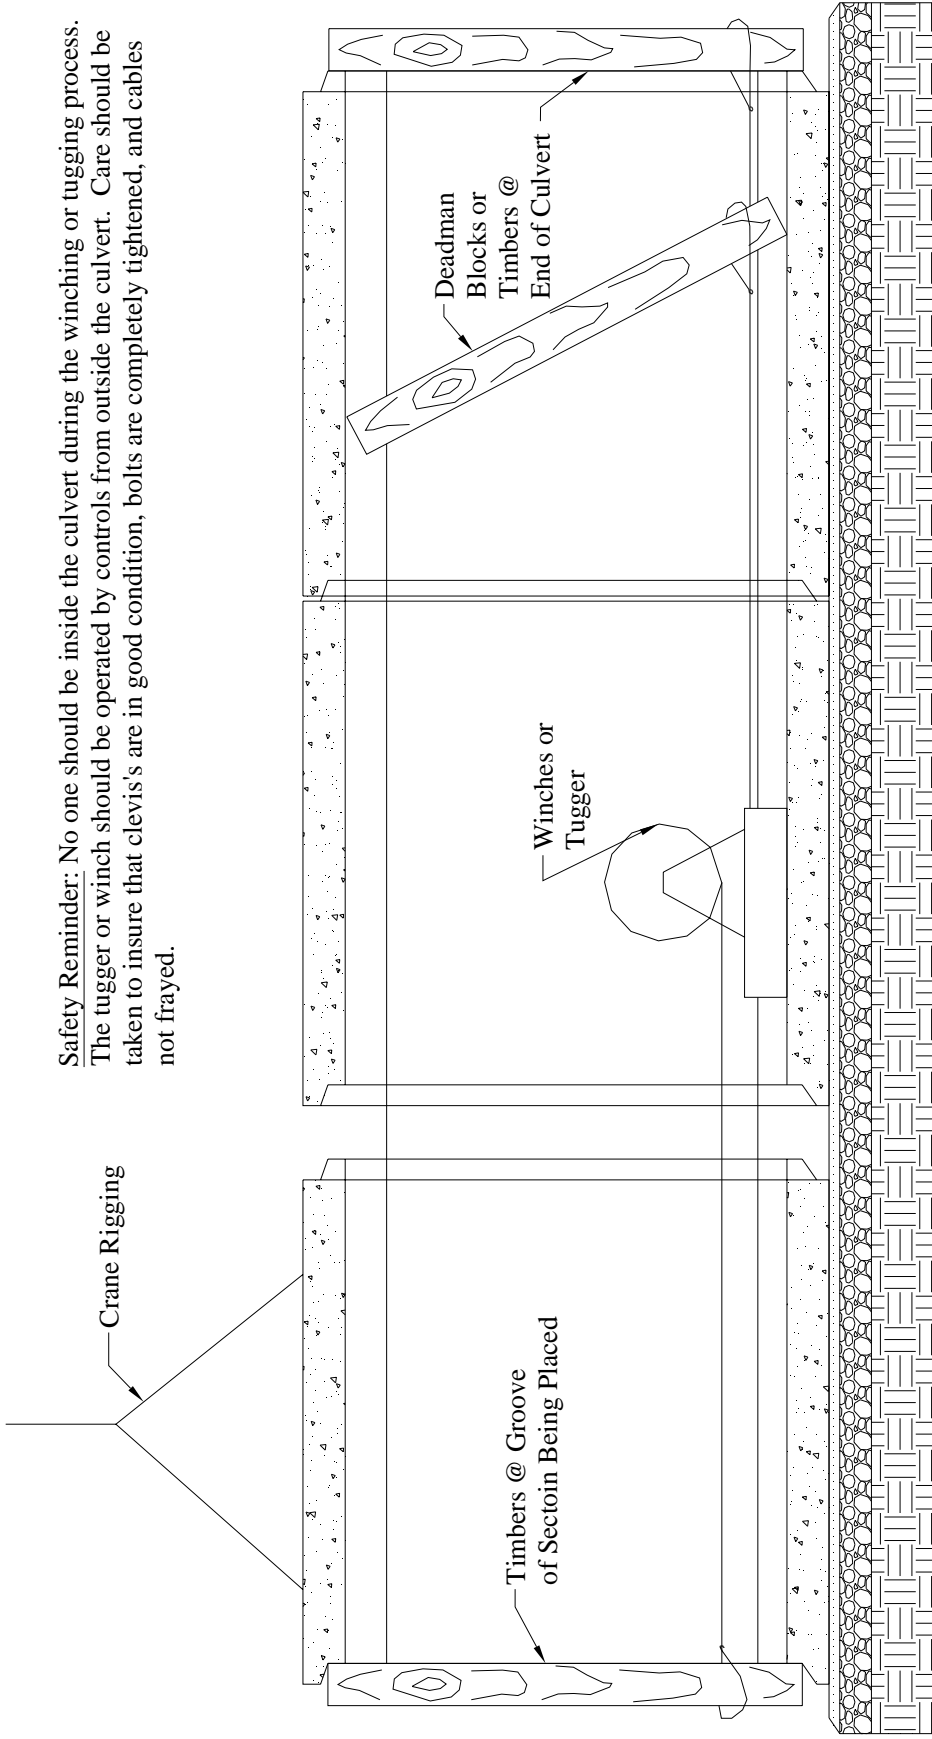 Safety Reminder: No one should be inside the culvert during the winching or tugging process.
The tugger or winch should be operated by controls from outside the culvert.  Care should be
taken to insure that clevis's are in good condition, bolts are completely tightened, and cables
not frayed.
Crane Rigging
Timbers @ Groove
of Sectoin Being Placed
Winches or
Tugger
Deadman
Blocks or
Timbers @
End of Culvert